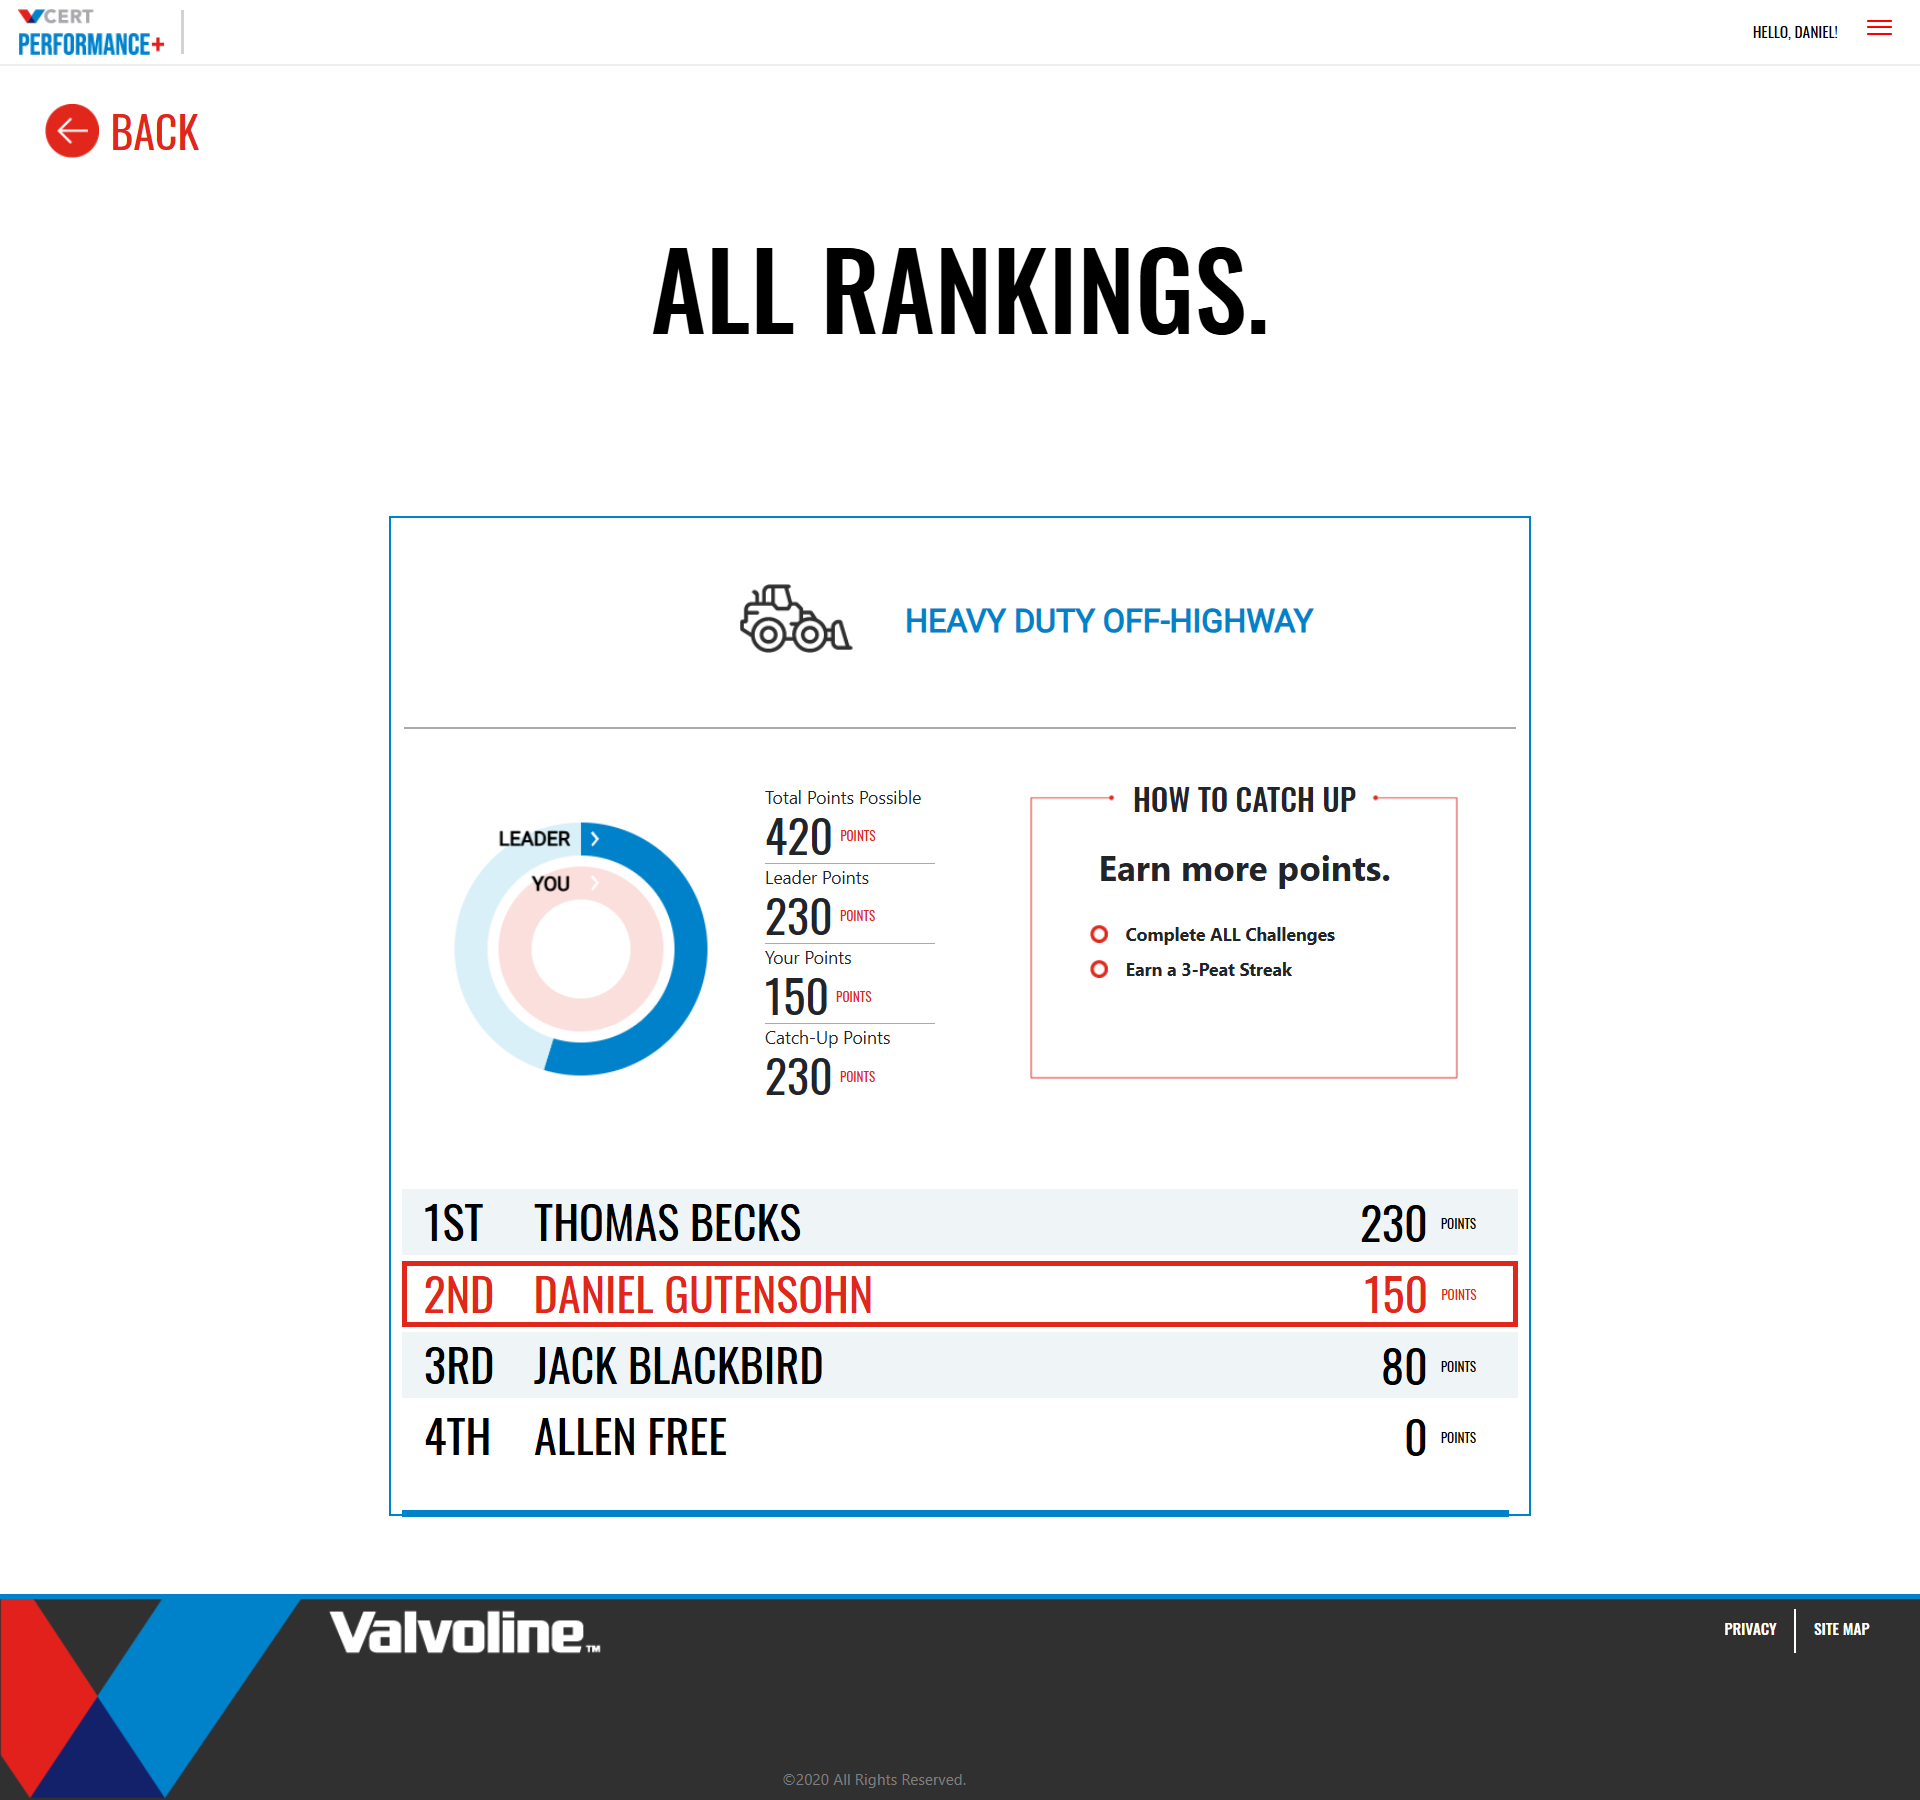 VCERT
PERFORMANCE+
HELLO, DANIEL!
BACK
ALL RANKINGS.
HEAVY DUTY OFF-HIGHWAY
LEADER
YOU
Total Points Possible
420 POINTS
Leader Points
230 POINTS
Your Points
150 POINTS
Catch-Up Points
230 POINTS
HOW TO CATCH UP
Earn more points.
Complete ALL Challenges
Earn a 3-Peat Streak
1ST THOMAS BECKS 230 POINTS
2ND DANIEL GUTENSOHN 150 POINTS
3RD JACK BLACKBIRD 80 POINTS
4TH ALLEN FREE 0 POINTS
Valvoline™
PRIVACY
SITE MAP
©2020 All Rights Reserved.